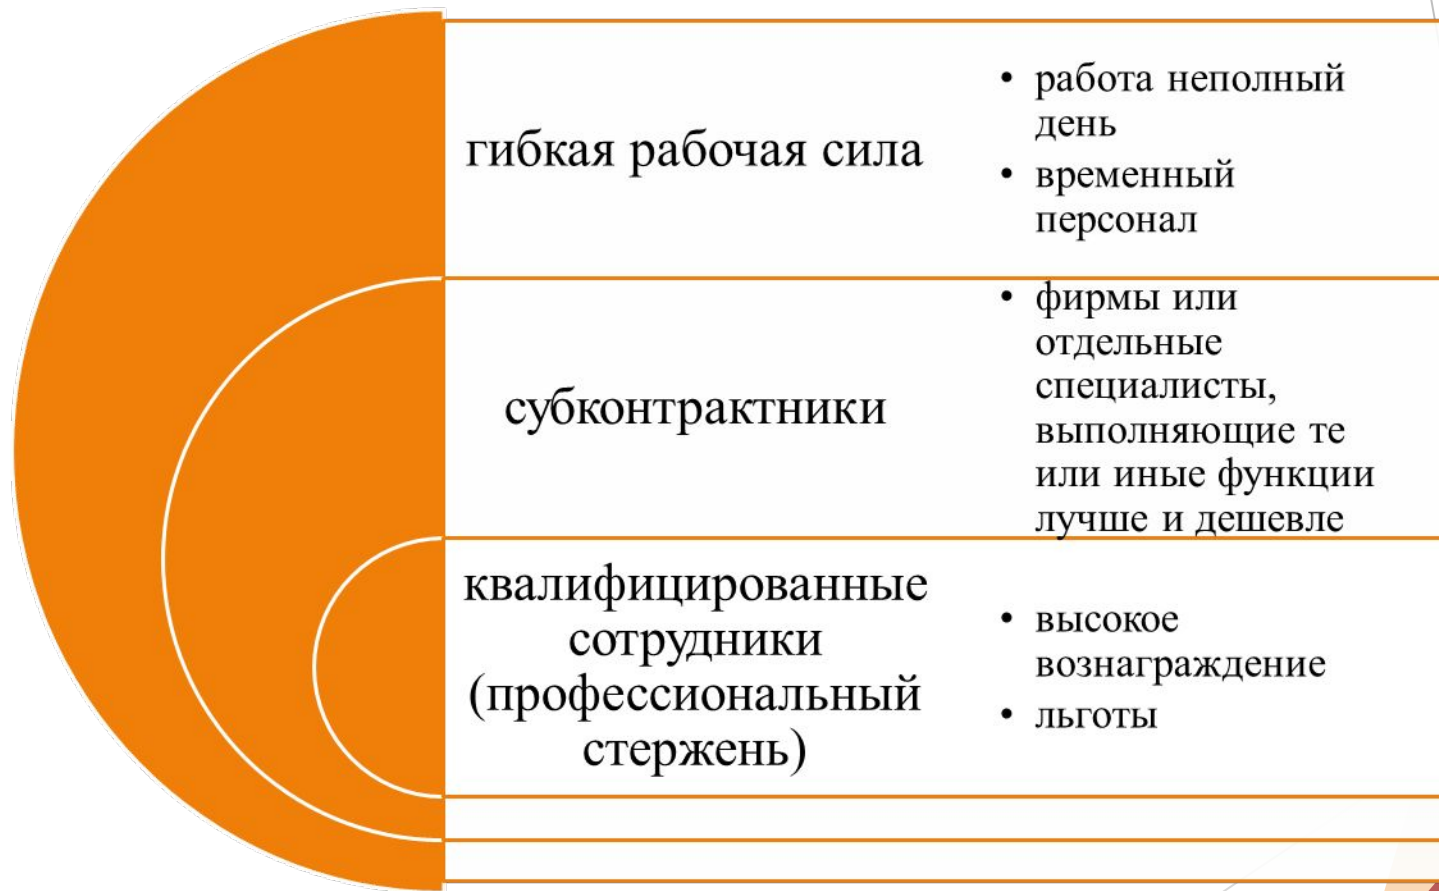 гибкая рабочая сила
• работа неполный
день
• временный
персонал
субконтрактники
• фирмы или
отдельные
специалисты,
выполняющие те
или иные функции
лучше и дешевле
квалифицированные
сотрудники
(профессиональный
стержень)
• высокое
вознаграждение
• льготы